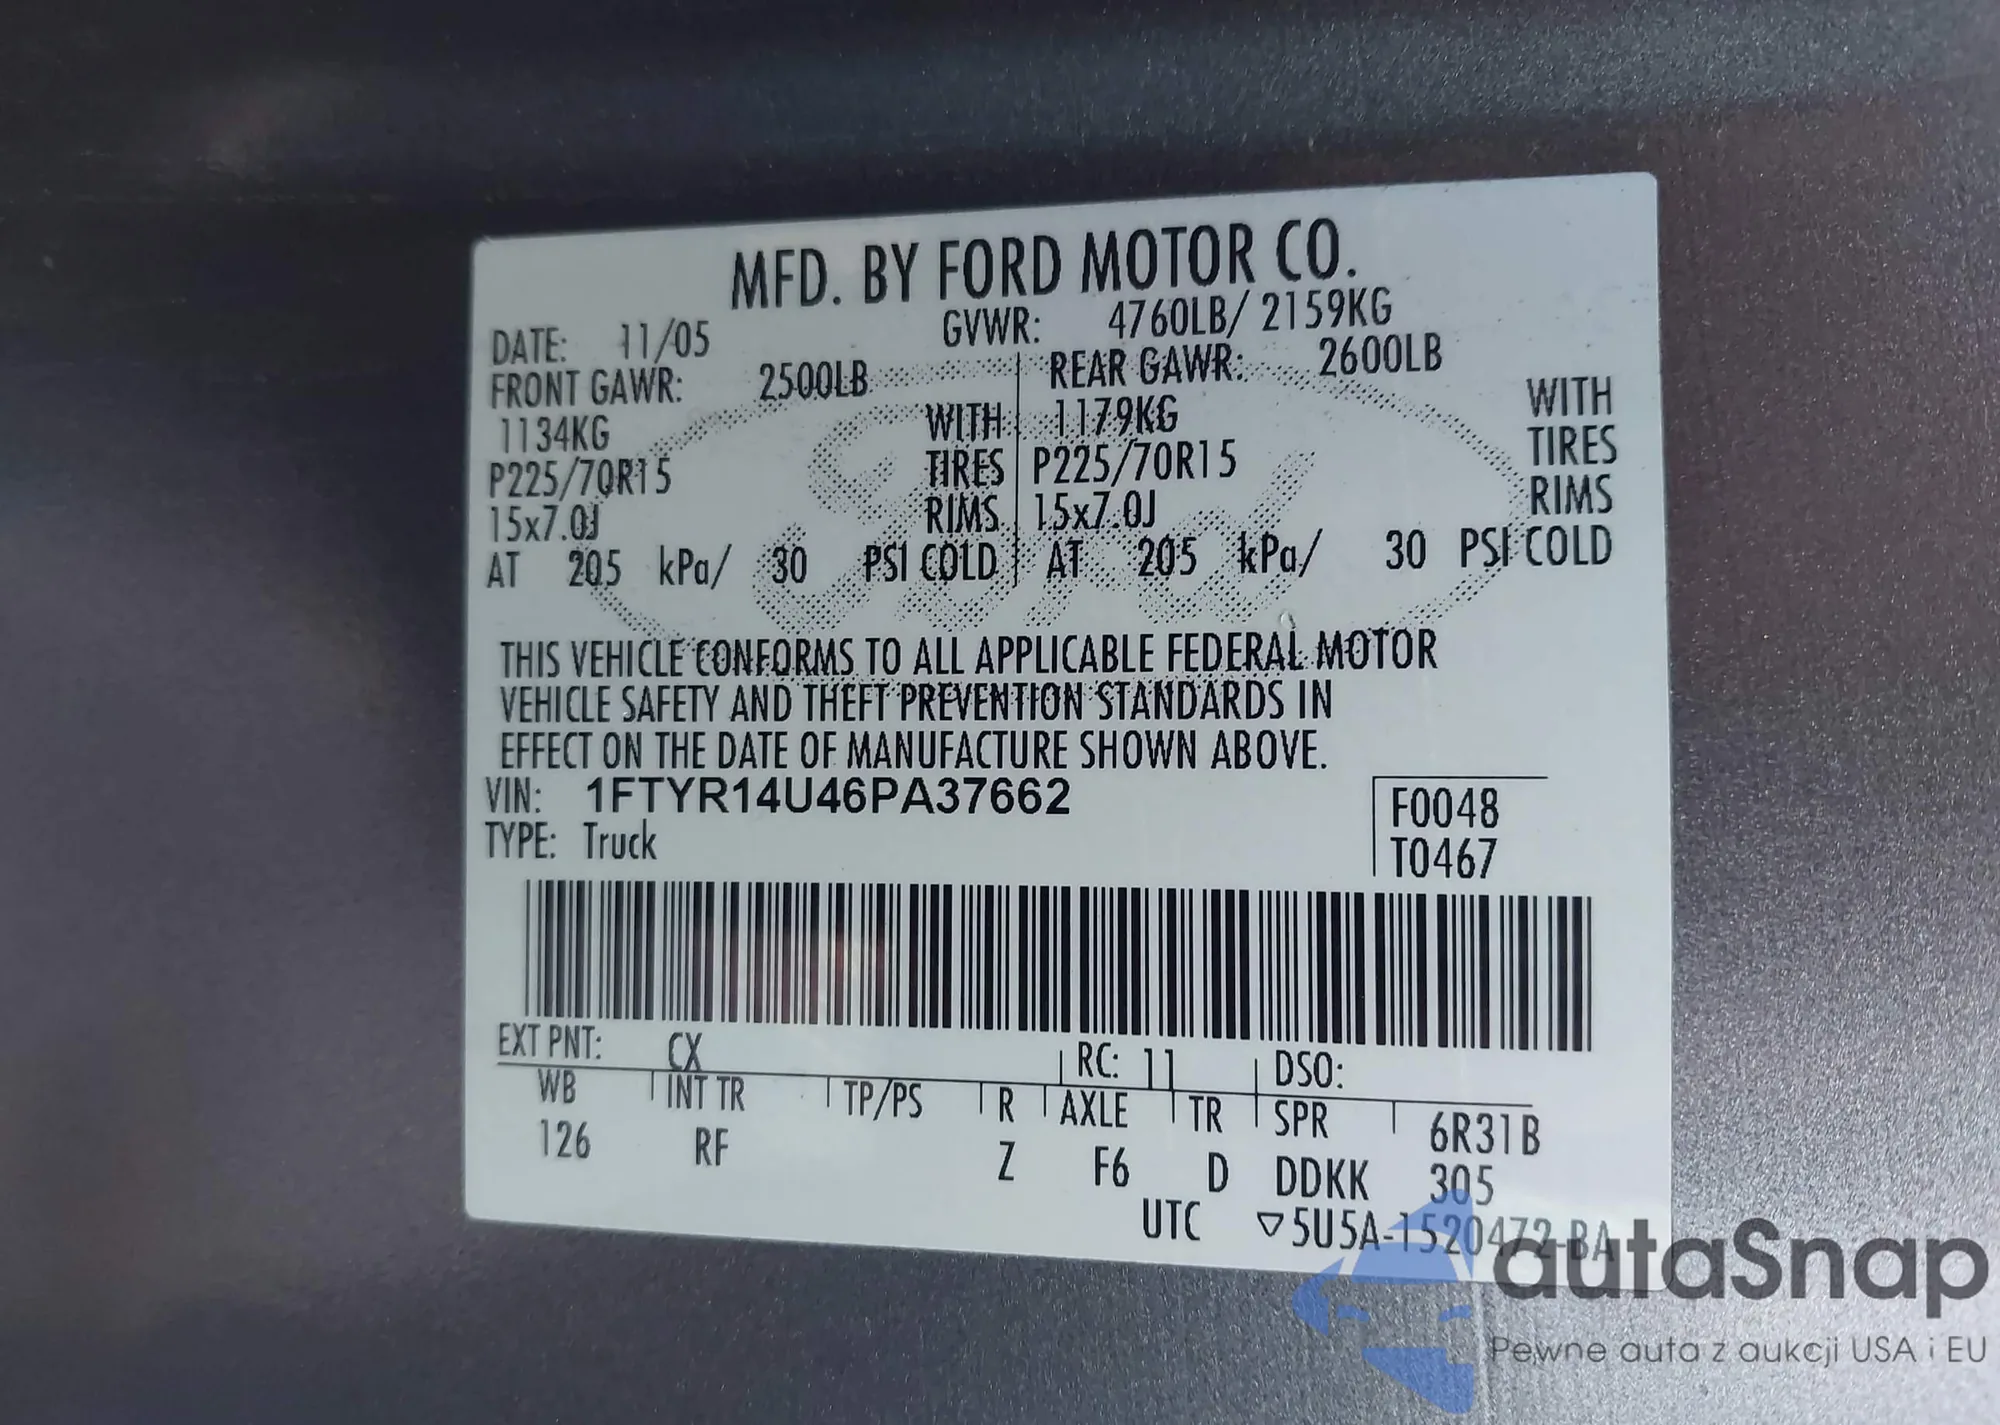 MFD. BY FORD MOTOR CO.
DATE: 11/05 GVWR: 4760LB/ 2159KG
FRONT GAWR: 2500LB REAR GAWR: 2600LB
1134KG WITH 1179KG WITH
P225/70R15 TIRES P225/70R15 TIRES
15x7.0J RIMS 15x7.0J RIMS
AT 205 kPa/ 30 PSI COLD AT 205 kPa/ 30 PSI COLD
THIS VEHICLE CONFORMS TO ALL APPLICABLE FEDERAL MOTOR
VEHICLE SAFETY AND THEFT PREVENTION STANDARDS IN
EFFECT ON THE DATE OF MANUFACTURE SHOWN ABOVE.
VIN: 1FTYR14U46PA37662 F0048
TYPE: Truck T0467
EXT PNT: CX RC: 11 DSO:
WB INT TR TP/PS R AXLE TR SPR 6R31B
126 RF Z F6 D DDKK 305
UTC ▽5U5A-1520472-BA
autaSnap
Pewne auta z aukcji USA i EU